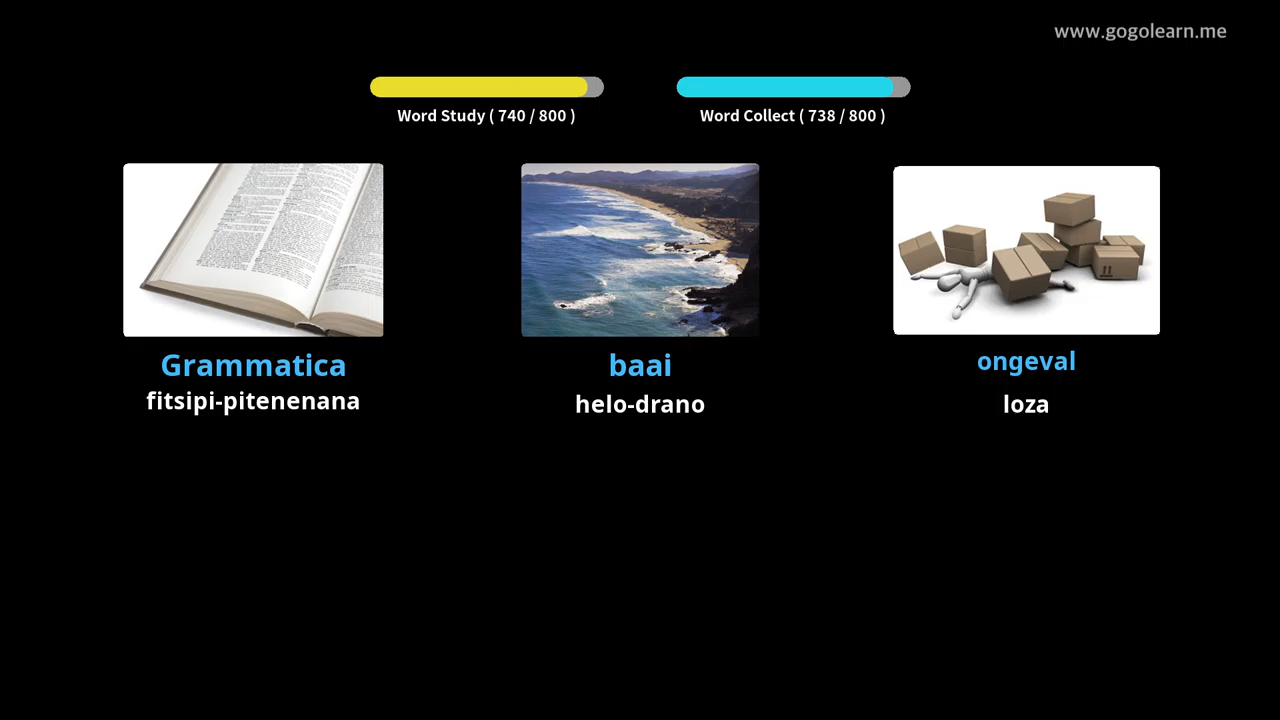 www.gogolearn.me
Word Study ( 740 / 800 )
Word Collect ( 738 / 800 )
Grammatica
fitsipi-pitenenana
baai
helo-drano
ongeval
loza